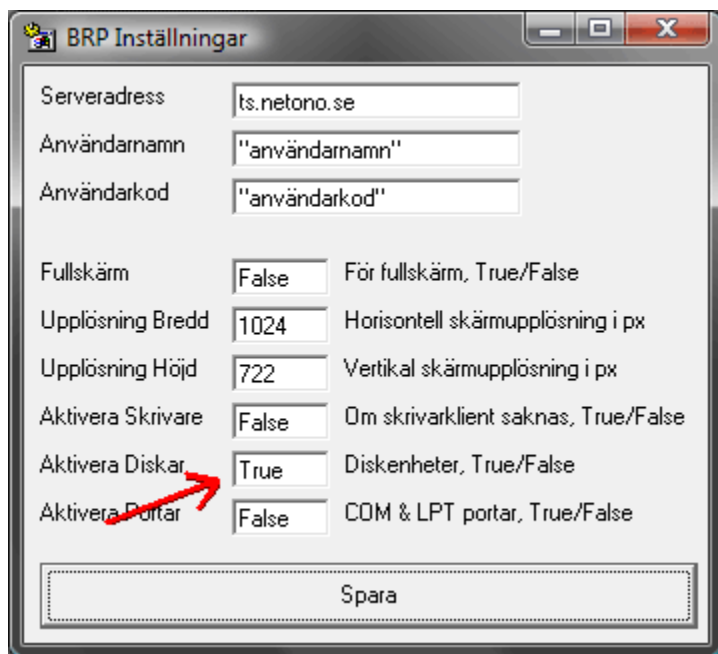 BRP Inställningar
Serveradress ts.netono.se
Användarnamn "användarnamn"
Användarkod "användarkod"
Fullskärm False För fullskärm, True/False
Upplösning Bredd 1024 Horisontell skärmupplösning i px
Upplösning Höjd 722 Vertikal skärmupplösning i px
Aktivera Skrivare False Om skrivarklient saknas, True/False
Aktivera Diskar True Diskenheter, True/False
Aktivera Portar False COM & LPT portar, True/False
Spara